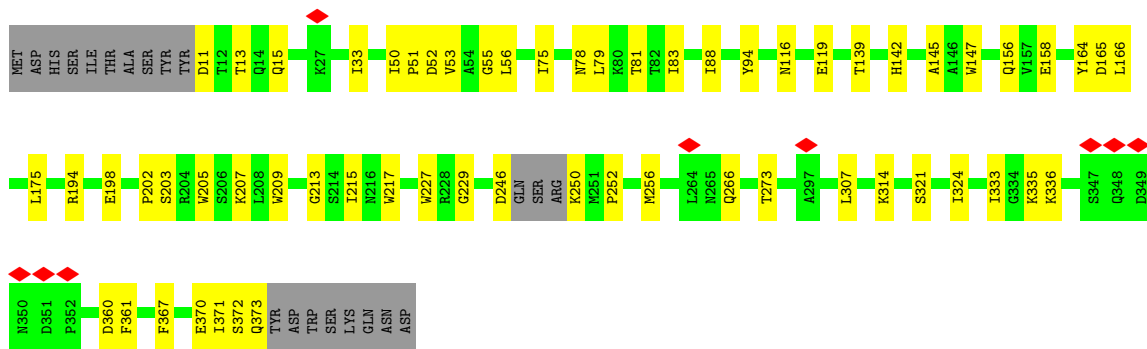 MET ASP HIS SER ILE THR ALA SER TYR TYR D11 T12 T13 Q14 Q15 K27 I33 I50 P51 D52 V53 A54 G55 L56 I75 N78 L79 K80 T81 T82 I83 I88 Y94 N116 E119 T139 H142 A145 A146 W147 Q156 V157 E158 Y164 D165 L166
L175 R194 E198 P202 S203 R204 W205 S206 K207 L208 W209 G213 S214 I215 N216 W217 W227 R228 G229 D246 GLN SER ARG K250 M251 P252 M256 L264 N265 Q266 T273 A297 L307 K314 S321 I324 I333 G334 K335 K336 S347 Q348 D349
N350 D351 P352 D360 F361 F367 E370 I371 S372 Q373 TYR ASP TRP SER LYS GLN ASN ASP